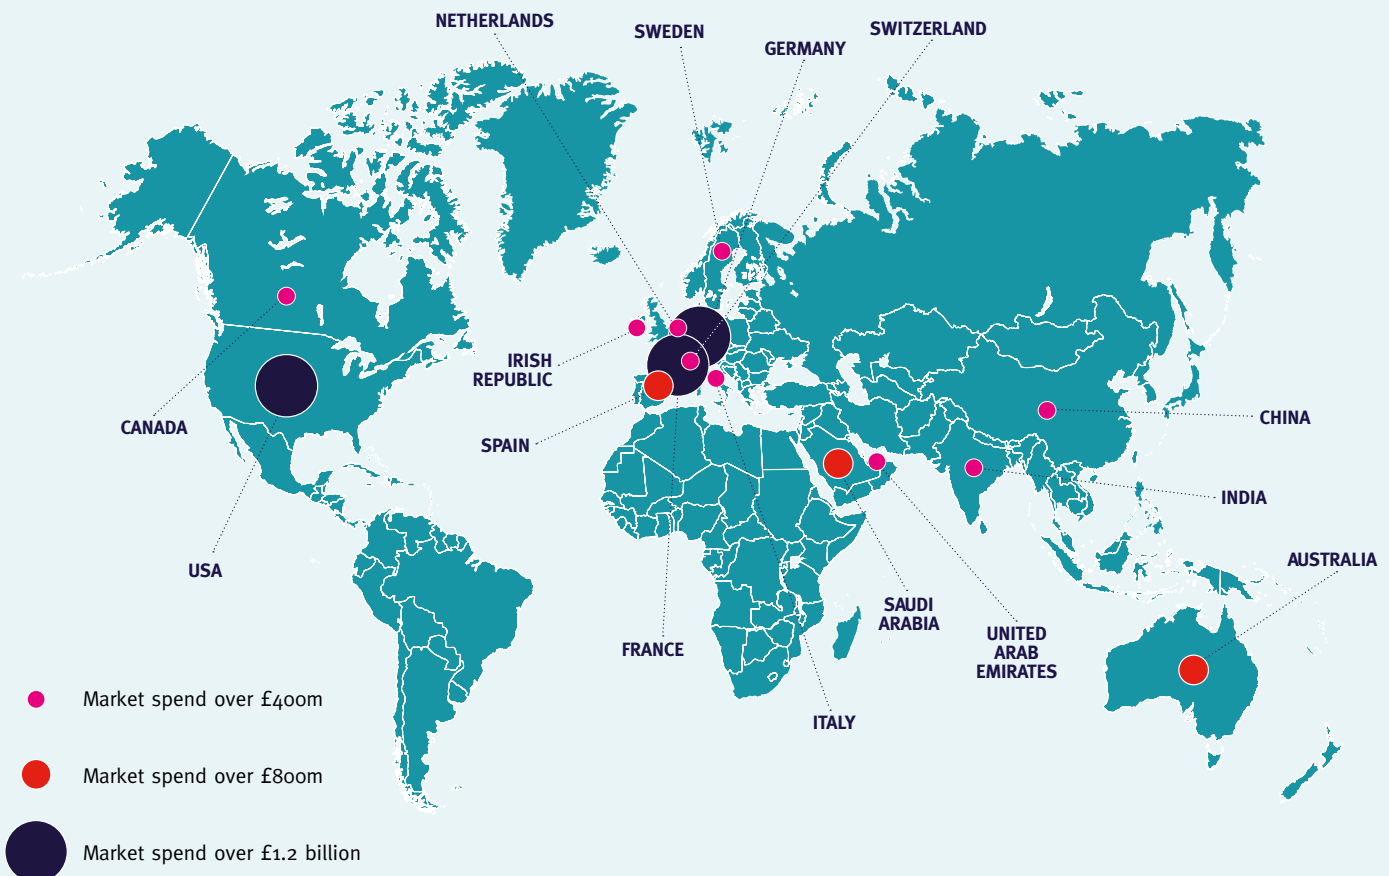 NETHERLANDS
SWEDEN
GERMANY
SWITZERLAND
IRISH
REPUBLIC
CANADA
SPAIN
CHINA
INDIA
USA
AUSTRALIA
SAUDI
ARABIA
UNITED
ARAB
EMIRATES
FRANCE
ITALY
Market spend over £400m
Market spend over £800m
Market spend over £1.2 billion